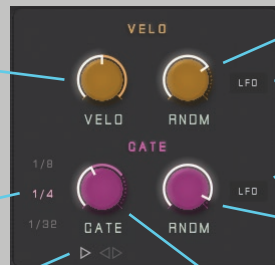 VELO
LFO
VELO RNDM
GATE
1/8
1/4
LFO
1/32
GATE RNDM